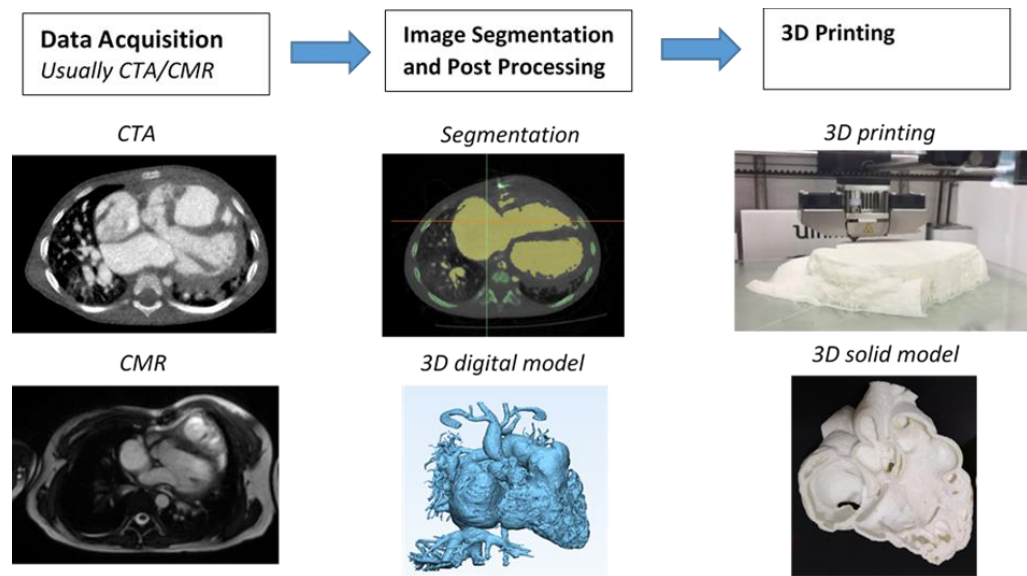 Data Acquisition
Usually CTA/CMR
Image Segmentation
and Post Processing
3D Printing
CTA
Segmentation
3D printing
CMR
3D digital model
3D solid model